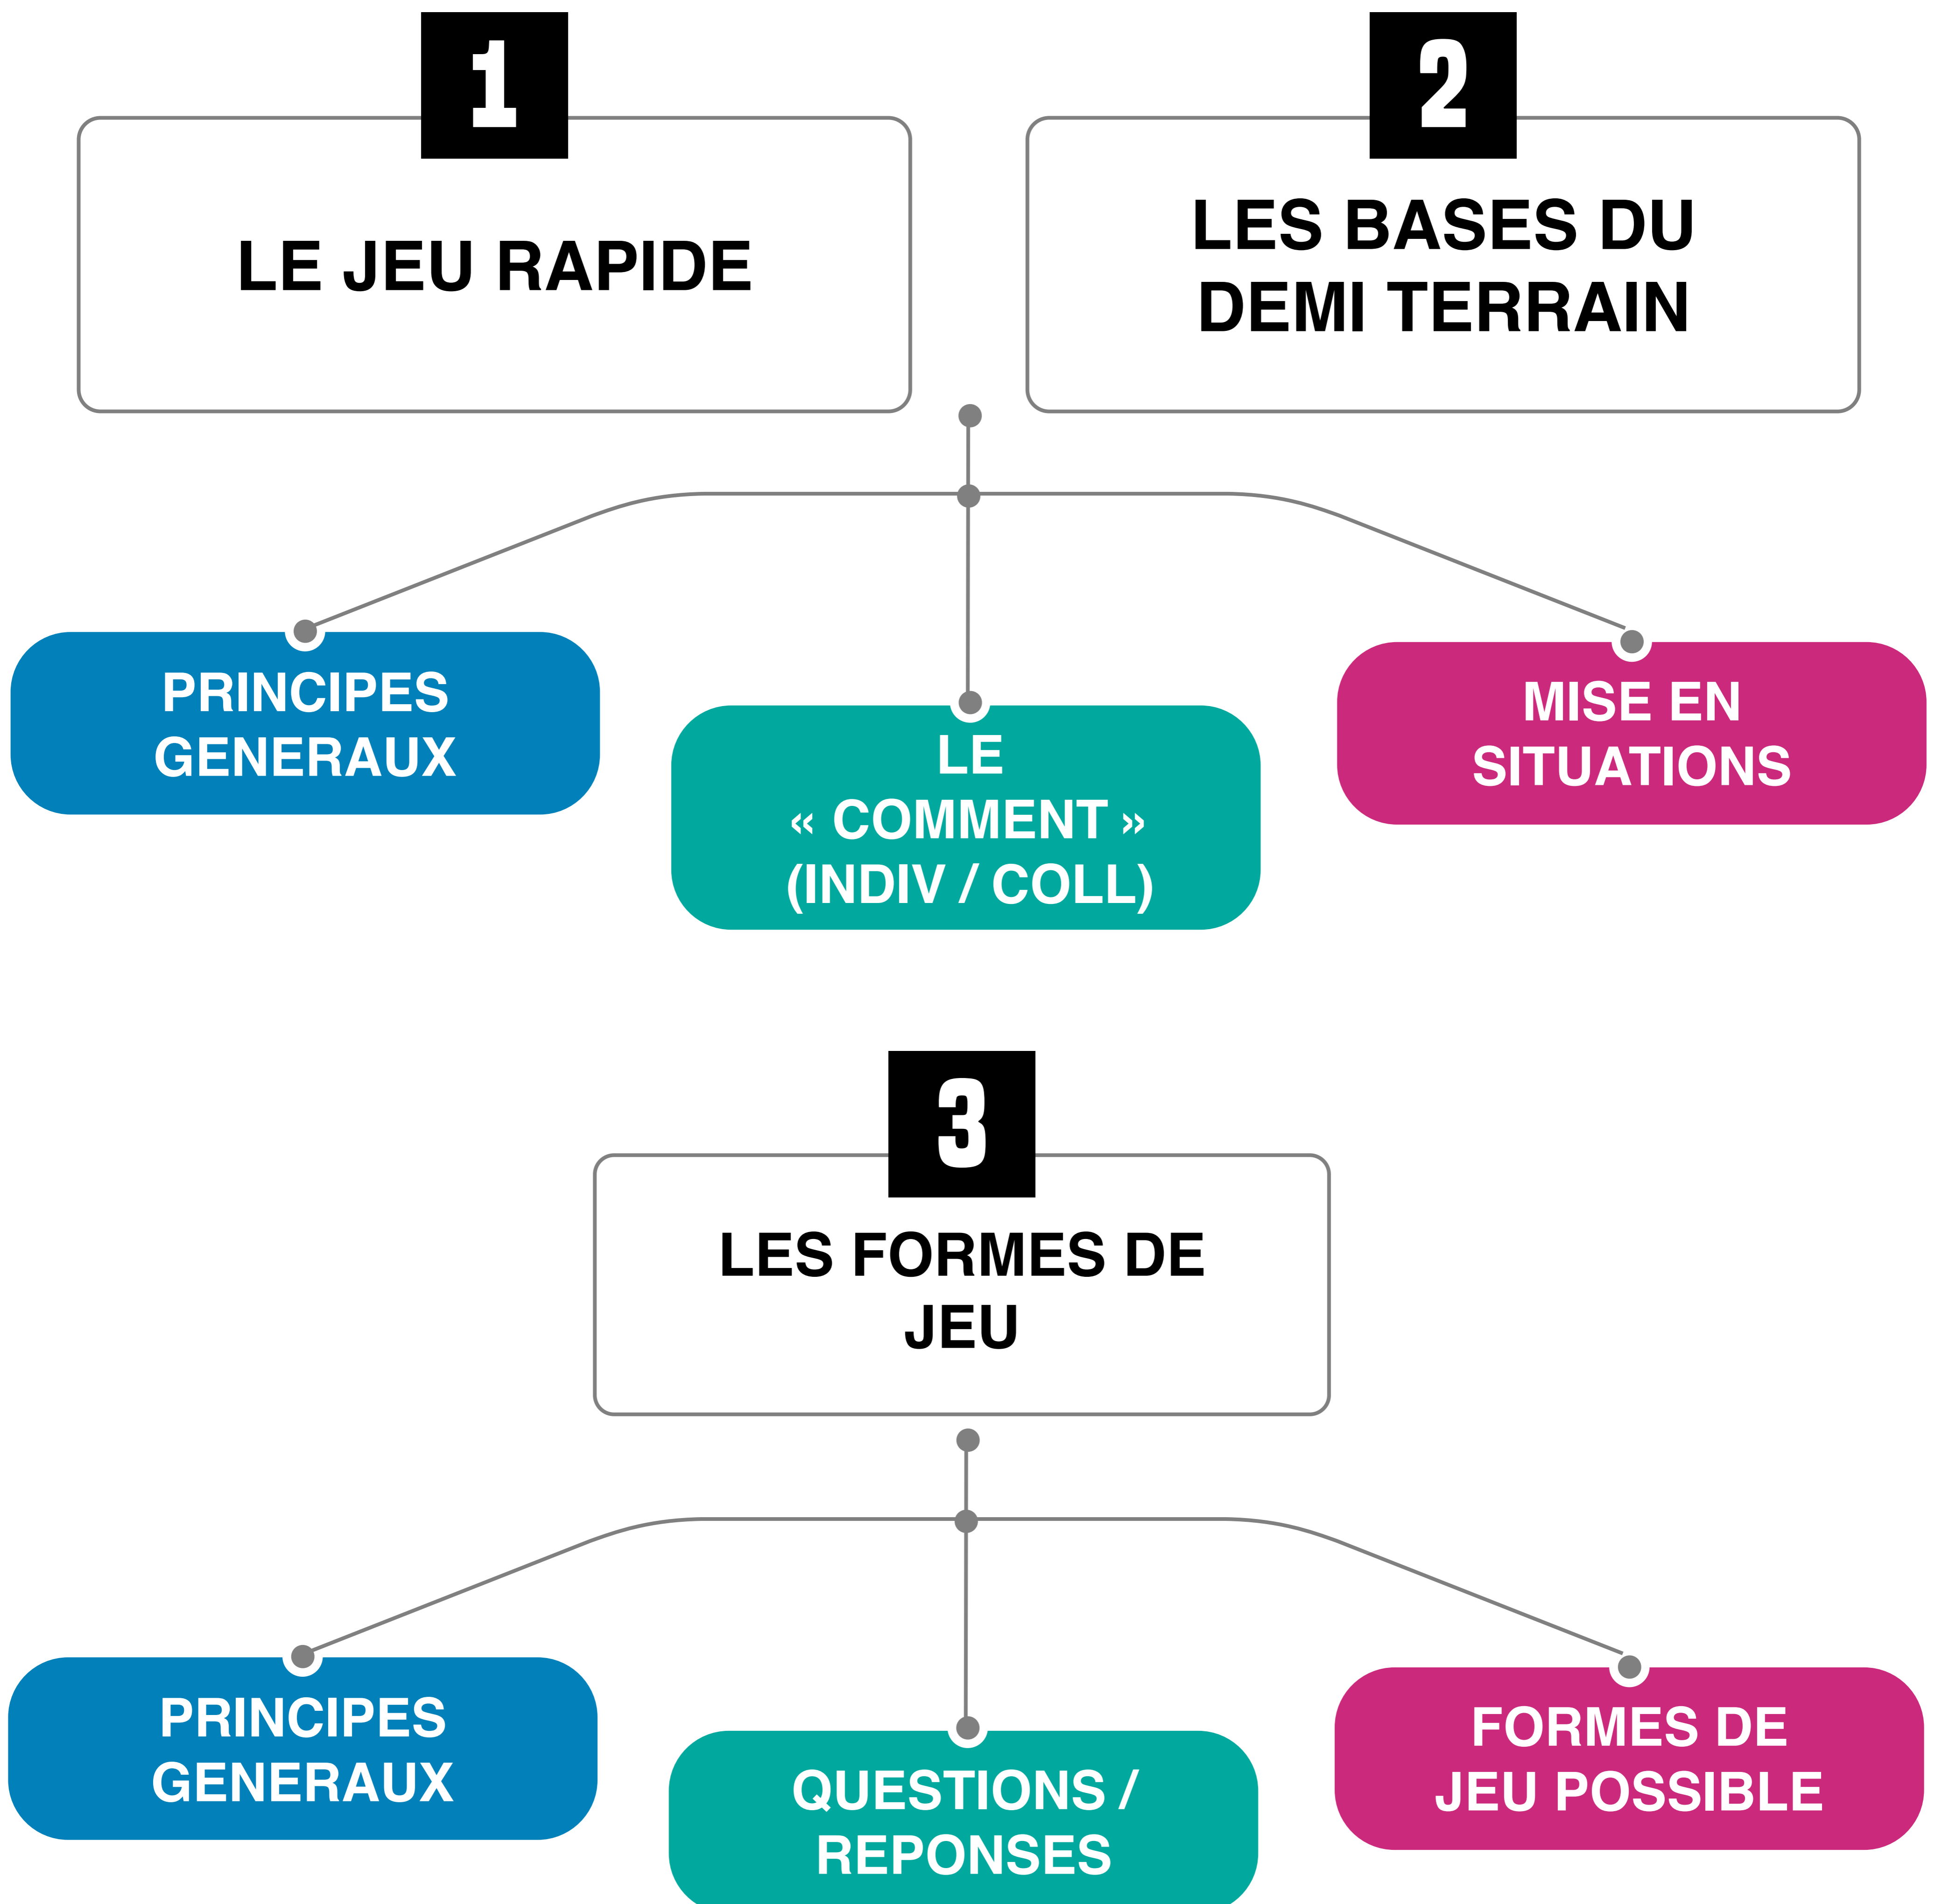 1
LE JEU RAPIDE
2
LES BASES DU
DEMI TERRAIN
PRINCIPES
GENERAUX
LE
« COMMENT »
(INDIV / COLL)
MISE EN
SITUATIONS
3
LES FORMES DE
JEU
PRINCIPES
GENERAUX
QUESTIONS /
REPONSES
FORMES DE
JEU POSSIBLE